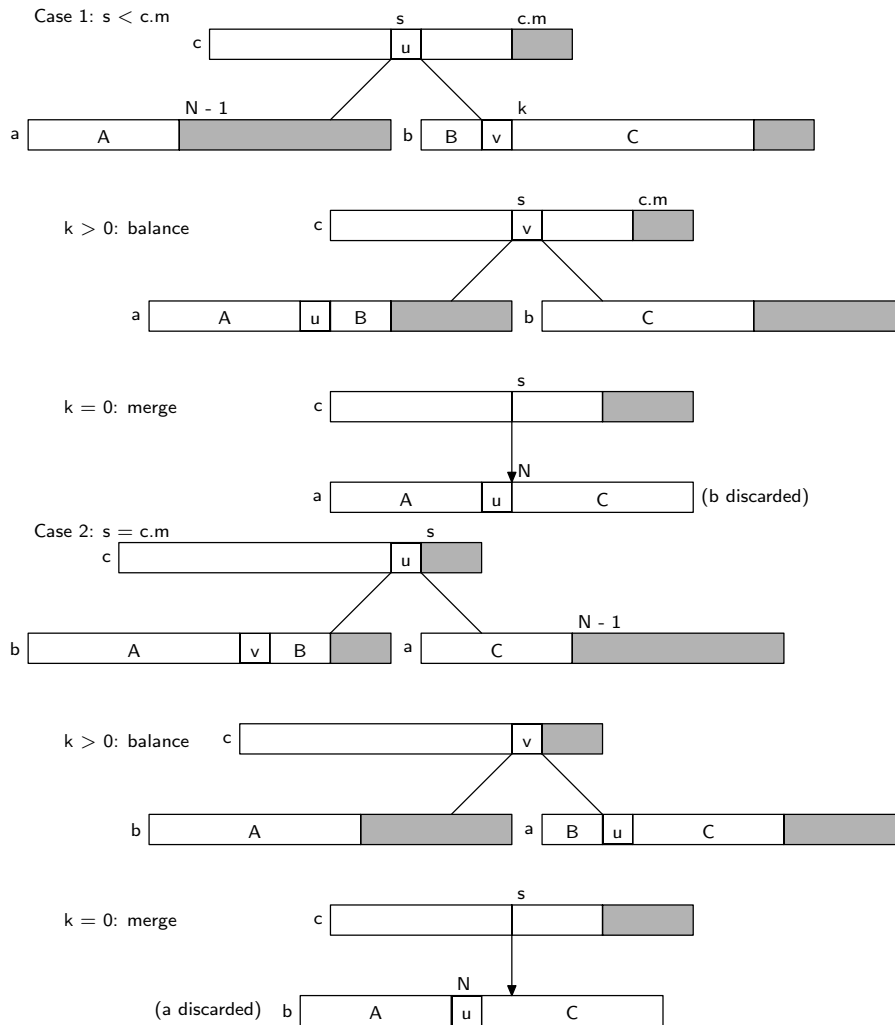 Case 1: s < c.m
s c.m
c u
N - 1 k
a A b B v C
s c.m
k > 0: balance c v
a A u B b C
s
k = 0: merge c
N
a A u C (b discarded)
Case 2: s = c.m s
c u
N - 1
b A v B a C
k > 0: balance c v
b A a B u C
s
k = 0: merge c
N
(a discarded) b A u C